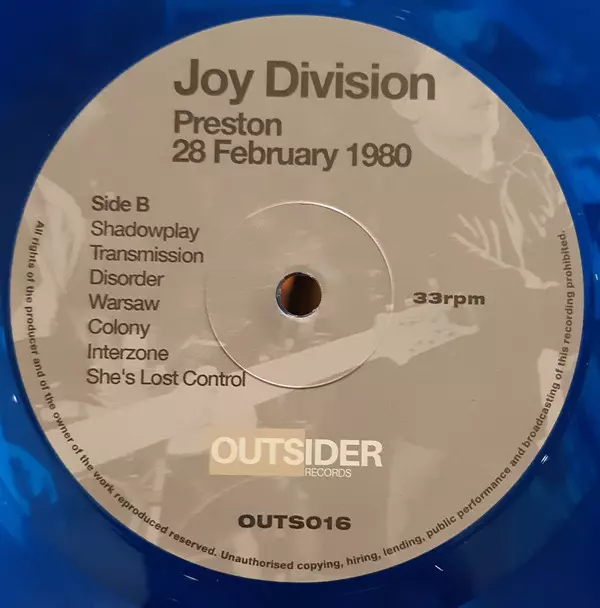 Joy Division
Preston
28 February 1980
Side B
Shadowplay
Transmission
Disorder
Warsaw
Colony
Interzone
She's Lost Control
33rpm
OUTSIDER
RECORDS
OUTS016
All rights of the producer and of the owner of the work reproduced reserved. Unauthorised copying, hiring, lending, public performance and broadcasting of this recording prohibited.